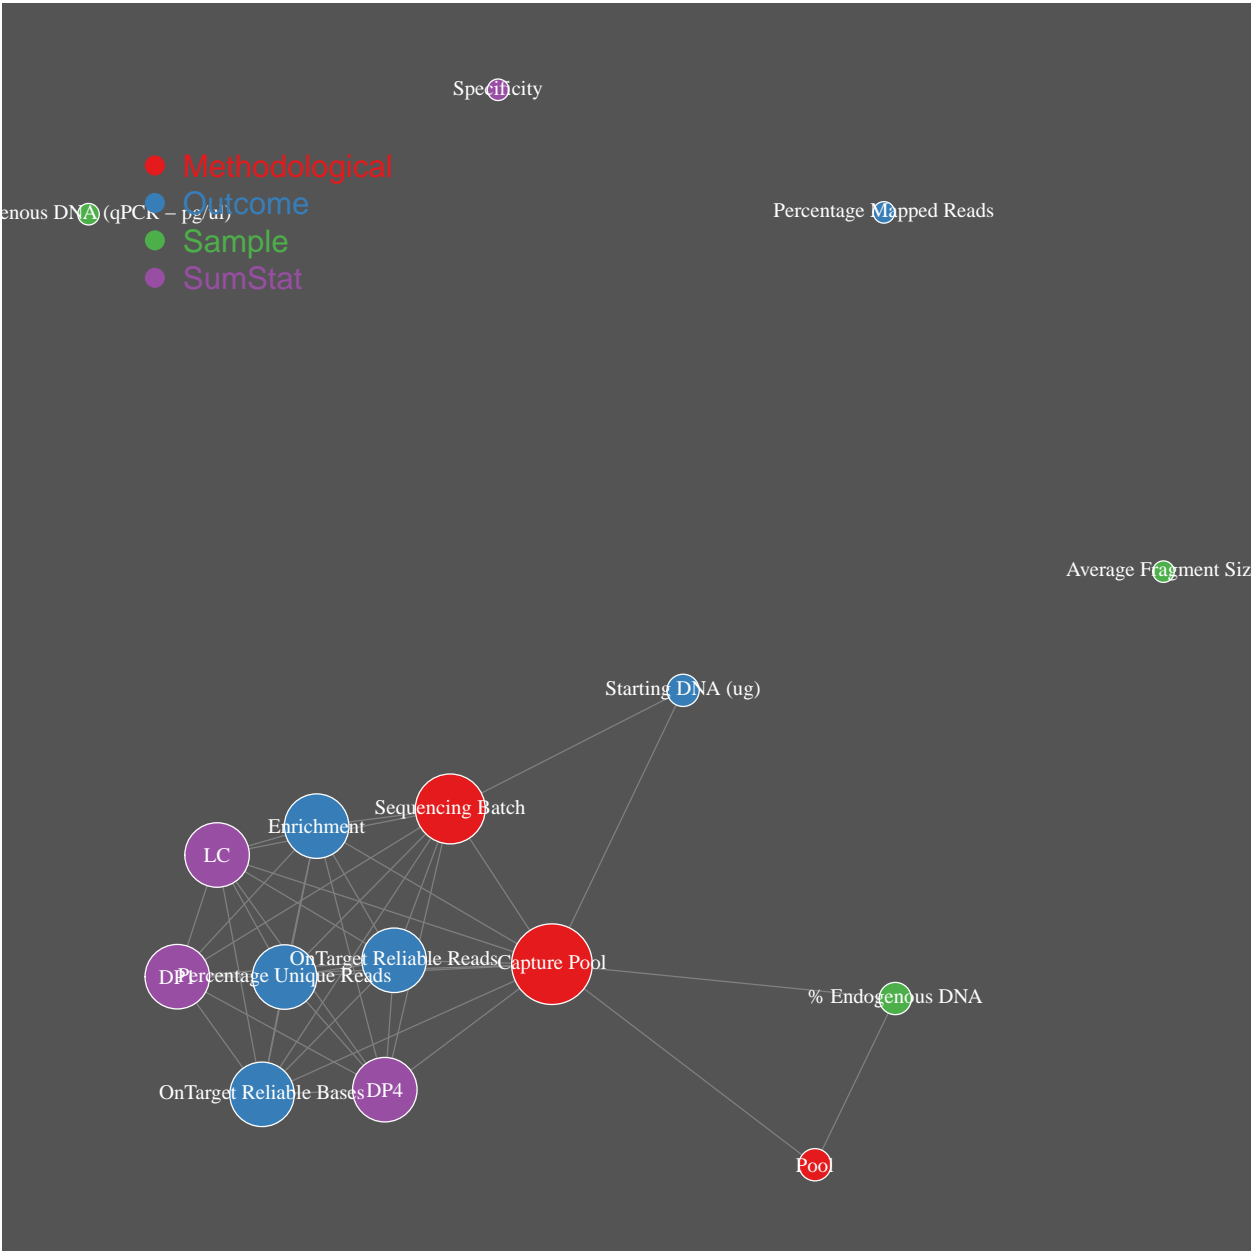 Specificity
Methodological
Outcome
enous DNA (qPCR – pg/ul)
Percentage Mapped Reads
Sample
SumStat
Average Fragment Siz
Starting DNA (ug)
Sequencing Batch
Enrichment
LC
OnTarget Reliable Reads
Capture Pool
DP1
Percentage Unique Reads
% Endogenous DNA
OnTarget Reliable Bases
DP4
Pool